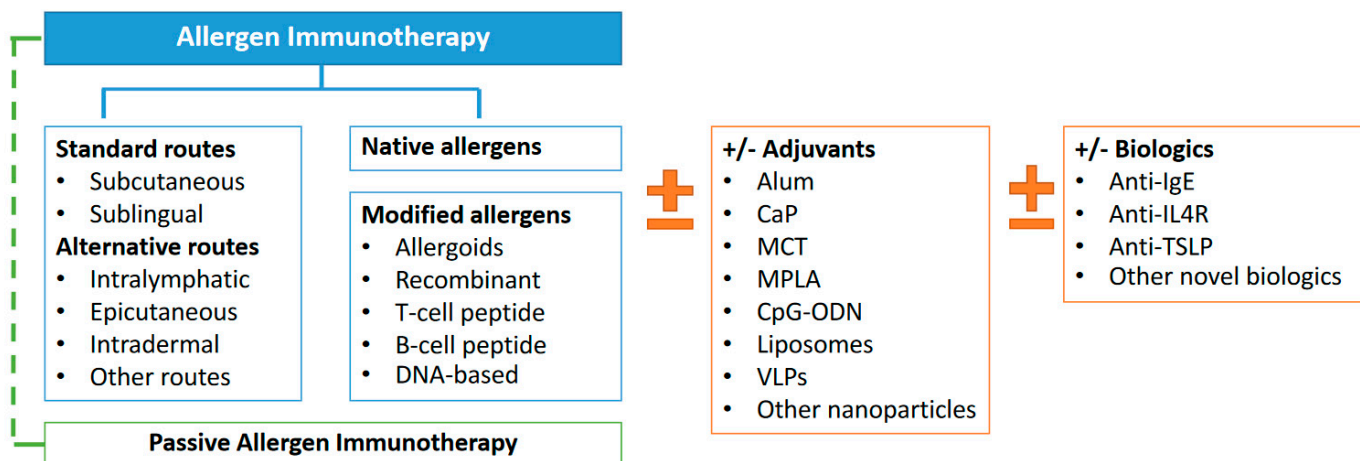 Allergen Immunotherapy
Standard routes
• Subcutaneous
• Sublingual
Alternative routes
• Intralymphatic
• Epicutaneous
• Intradermal
• Other routes
Native allergens
Modified allergens
• Allergoids
• Recombinant
• T-cell peptide
• B-cell peptide
• DNA-based
+/- Adjuvants
• Alum
• CaP
• MCT
• MPLA
• CpG-ODN
• Liposomes
• VLPs
• Other nanoparticles
+/- Biologics
• Anti-IgE
• Anti-IL4R
• Anti-TSLP
• Other novel biologics
Passive Allergen Immunotherapy